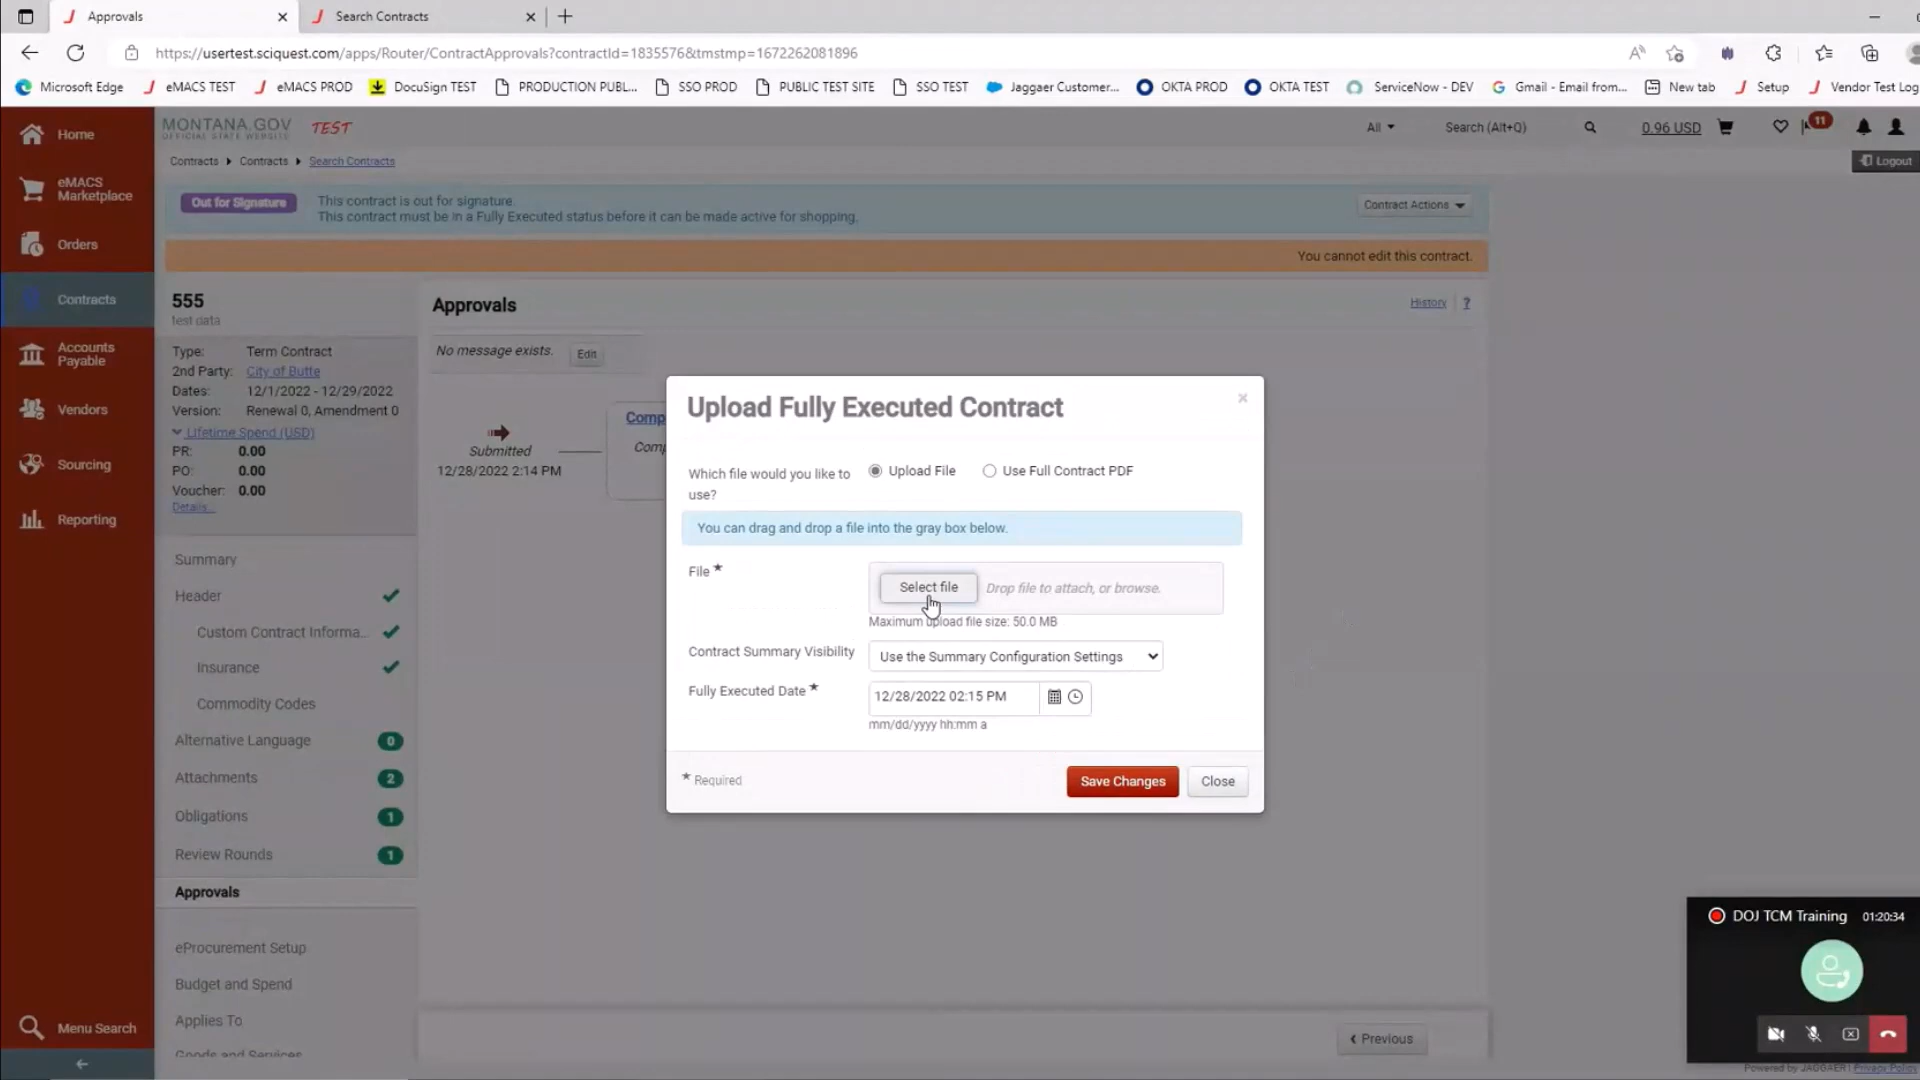 Approvals
Search Contracts
https://usertest.sciquest.com/apps/Router/ContractApprovals?contractId=1835576&tmstmp=1672262081896
Microsoft Edge
eMACS TEST
eMACS PROD
DocuSign TEST
PRODUCTION PUBL...
SSO PROD
PUBLIC TEST SITE
SSO TEST
Jaggaer Customer...
OKTA PROD
OKTA TEST
ServiceNow - DEV
Gmail - Email from...
New tab
Setup
Vendor Test Log
Home
eMACS
Marketplace
Orders
Contracts
Accounts
Payable
Vendors
Sourcing
Reporting
Menu Search
MONTANA.GOV
OFFICIAL STATE WEBSITE
TEST
All
Search (Alt+Q)
0.96 USD
11
Logout
Contracts
Contracts
Search Contracts
Out for Signature
This contract is out for signature.
This contract must be in a Fully Executed status before it can be made active for shopping.
Contract Actions
You cannot edit this contract.
555
test data
Type: Term Contract
2nd Party: City of Butte
Dates: 12/1/2022 - 12/29/2022
Version: Renewal 0, Amendment 0
Lifetime Spend (USD)
PR: 0.00
PO: 0.00
Voucher: 0.00
Details...
Summary
Header
Custom Contract Informa...
Insurance
Commodity Codes
Alternative Language 0
Attachments 2
Obligations 1
Review Rounds 1
Approvals
eProcurement Setup
Budget and Spend
Applies To
Goods and Services
Approvals
History
?
No message exists.
Edit
Submitted
12/28/2022 2:14 PM
Comp
Comp
Upload Fully Executed Contract
×
Which file would you like to
use?
Upload File
Use Full Contract PDF
You can drag and drop a file into the gray box below.
File *
Select file
Drop file to attach, or browse.
Maximum upload file size: 50.0 MB
Contract Summary Visibility
Use the Summary Configuration Settings
Fully Executed Date *
12/28/2022 02:15 PM
mm/dd/yyyy hh:mm a
* Required
Save Changes
Close
Previous
DOJ TCM Training
01:20:34
Powered by JAGGAER | Privacy Policy